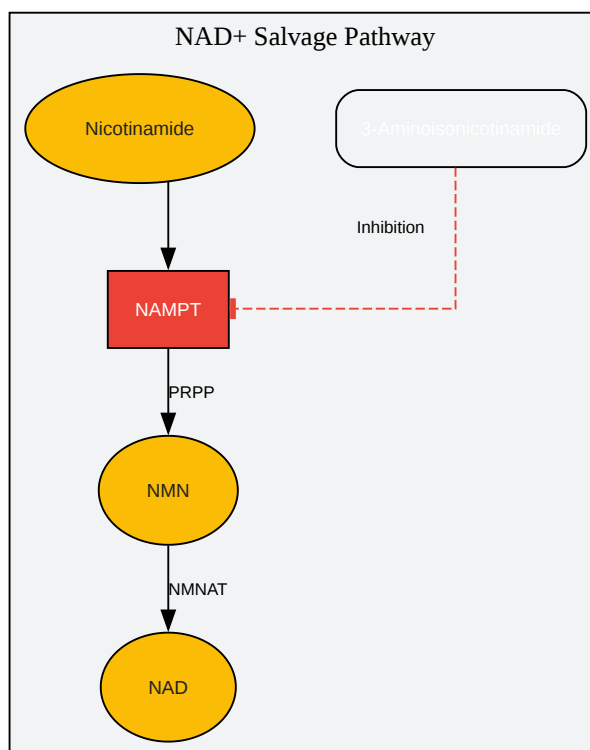 NAD+ Salvage Pathway
Nicotinamide
3-Aminoisonicotinamide
Inhibition
NAMPT
PRPP
NMN
NMNAT
NAD